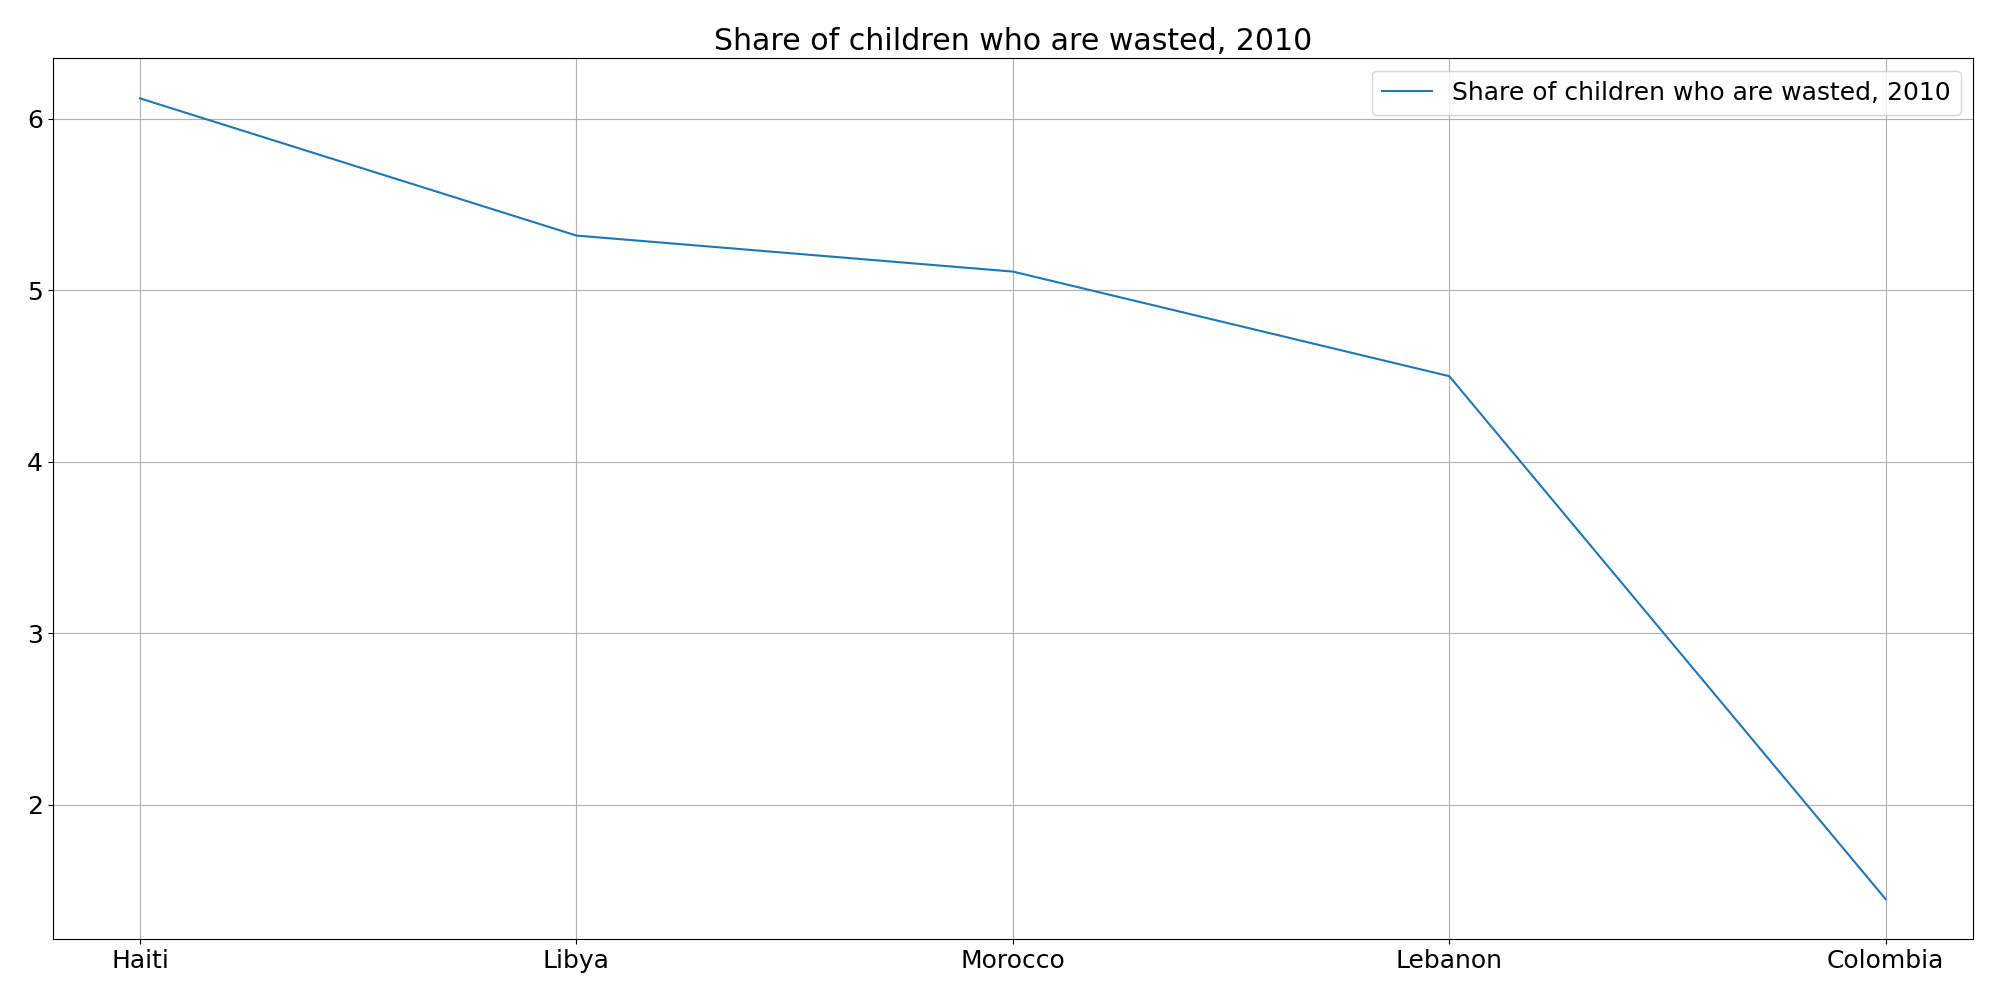 Share of children who are wasted, 2010
Share of children who are wasted, 2010
6
5
4
3
2
Haiti Libya Morocco Lebanon Colombia